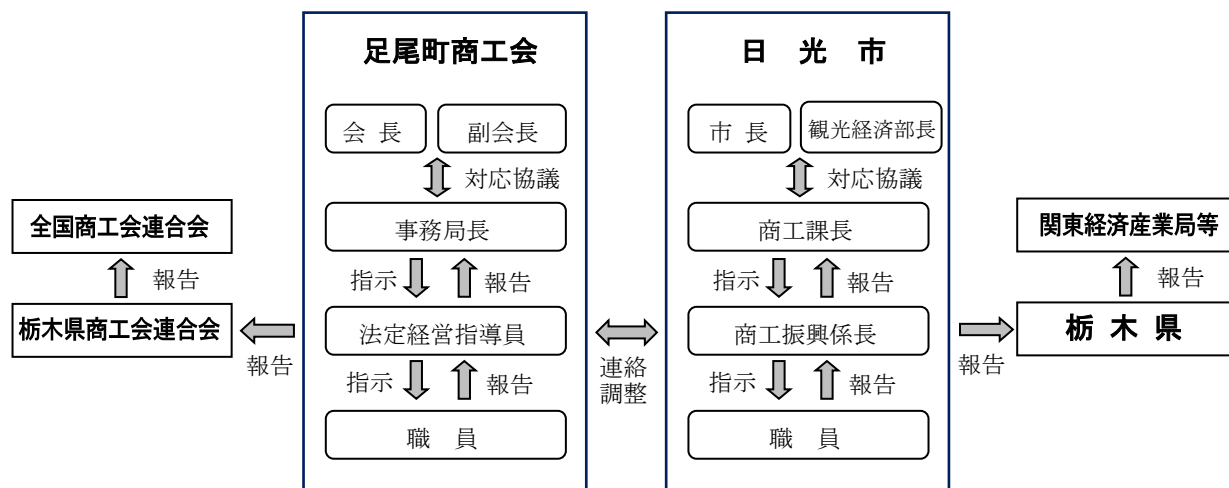 足尾町商工会
日 光 市
会 長
副会長
市 長
観光経済部長
対応協議
対応協議
事務局長
商工課長
全国商工会連合会
関東経済産業局等
指示
報告
指示
報告
報告
報告
栃木県商工会連合会
法定経営指導員
商工振興係長
栃 木 県
報告
連絡
調整
報告
指示
報告
指示
報告
職 員
職 員